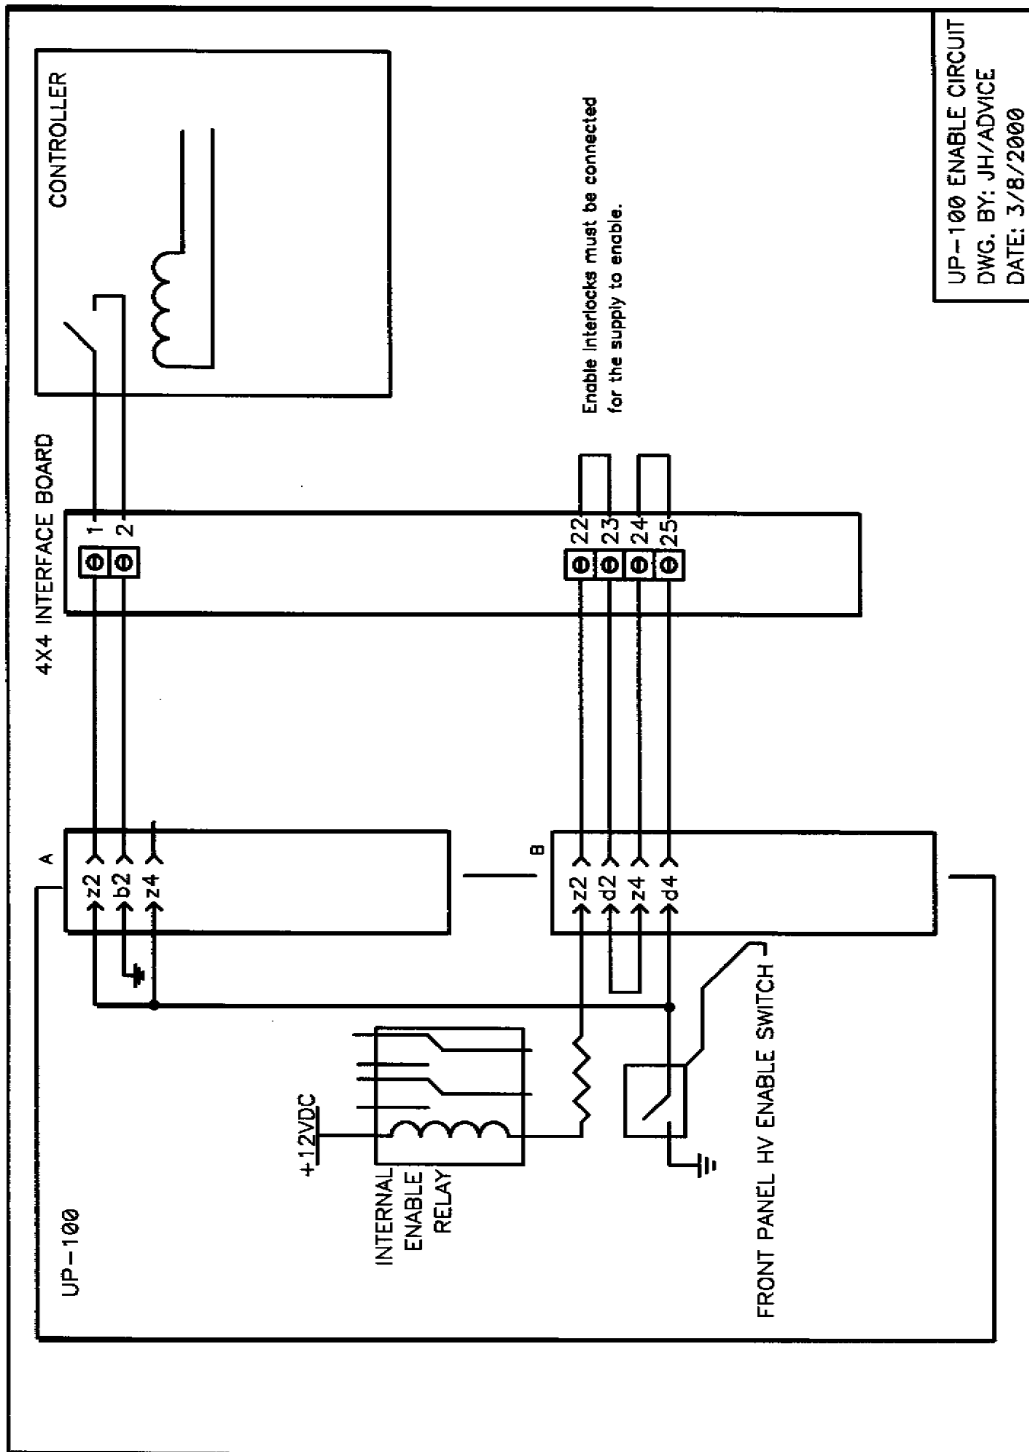 UP-100
4X4 INTERFACE BOARD
CONTROLLER
A
z2
b2
z4
1
2
+12VDC
INTERNAL
ENABLE
RELAY
B
z2
d2
z4
d4
22
23
24
25
Enable Interlocks must be connected
for the supply to enable.
FRONT PANEL HV ENABLE SWITCH
UP-100 ENABLE CIRCUIT
DWG. BY: JH/ADVICE
DATE: 3/8/2000